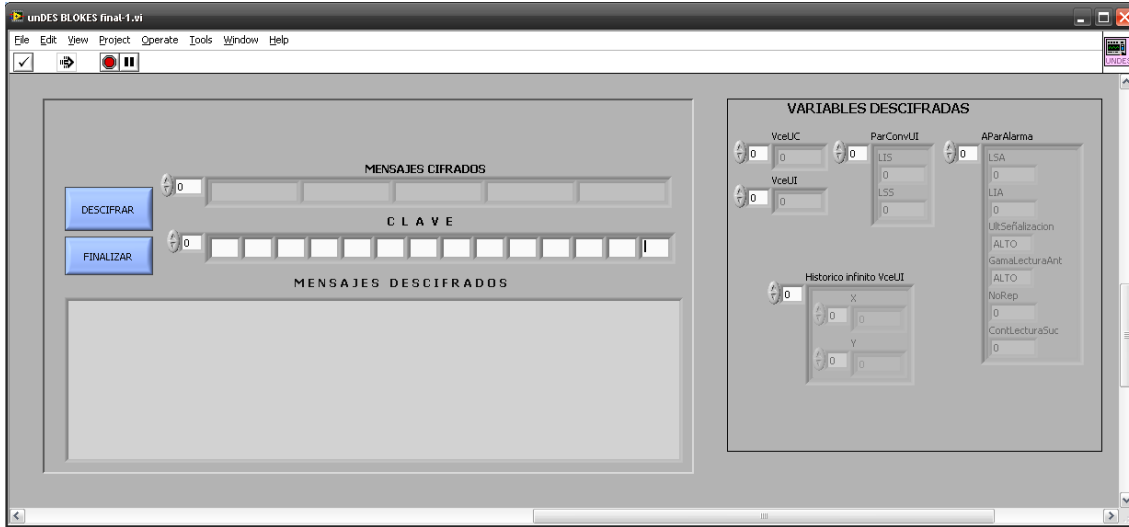 unDES BLOKES final-1.vi
File Edit View Project Operate Tools Window Help
UNDES
MENSAJES CIFRADOS
0
DESCIFRAR
CLAVE
0
FINALIZAR
MENSAJES DESCIFRADOS
VARIABLES DESCIFRADAS
VceUC
0 0
VceUI
0 0
ParConvUI
0
LIS
0
LSS
0
AParAlarma
0
LSA
0
LIA
0
UltSeñalizacion
ALTO
GamaLecturaAnt
ALTO
NoRep
0
ContLecturaSuc
0
Historico infinito VceUI
0
X
0 0
Y
0 0